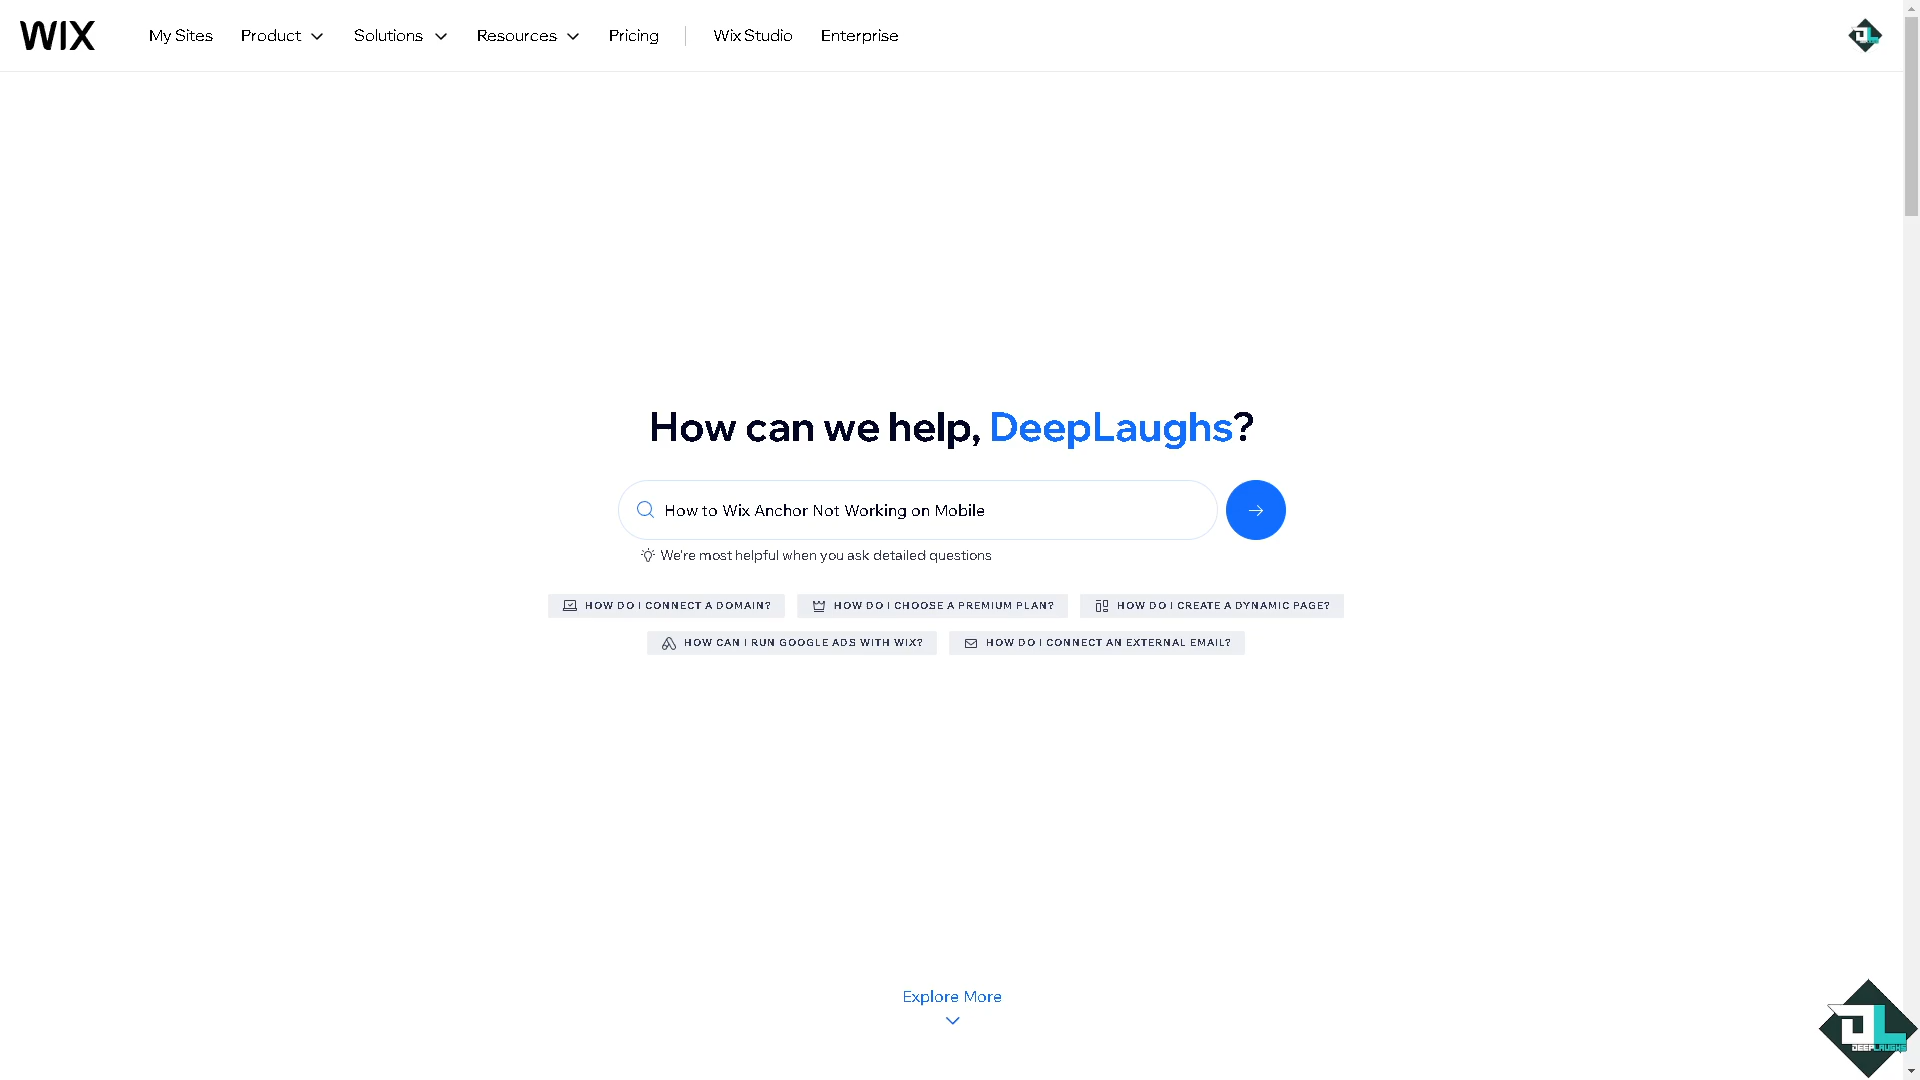 WIX My Sites Product Solutions Resources Pricing Wix Studio Enterprise
How can we help, DeepLaughs?
How to Wix Anchor Not Working on Mobile
We're most helpful when you ask detailed questions
HOW DO I CONNECT A DOMAIN? HOW DO I CHOOSE A PREMIUM PLAN? HOW DO I CREATE A DYNAMIC PAGE?
HOW CAN I RUN GOOGLE ADS WITH WIX? HOW DO I CONNECT AN EXTERNAL EMAIL?
Explore More
DL
DEEPLAUGHS